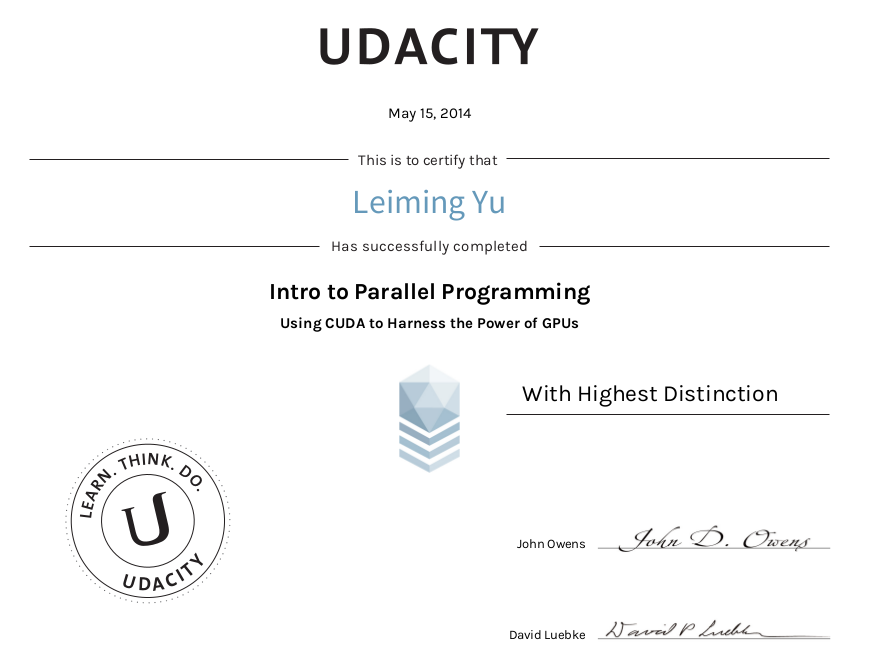 UDACITY
May 15, 2014
This is to certify that
Leiming Yu
Has successfully completed
Intro to Parallel Programming
Using CUDA to Harness the Power of GPUs
With Highest Distinction
LEARN. THINK. DO.
U
UDACITY
John Owens John D. Owens
David Luebke David P Luebke